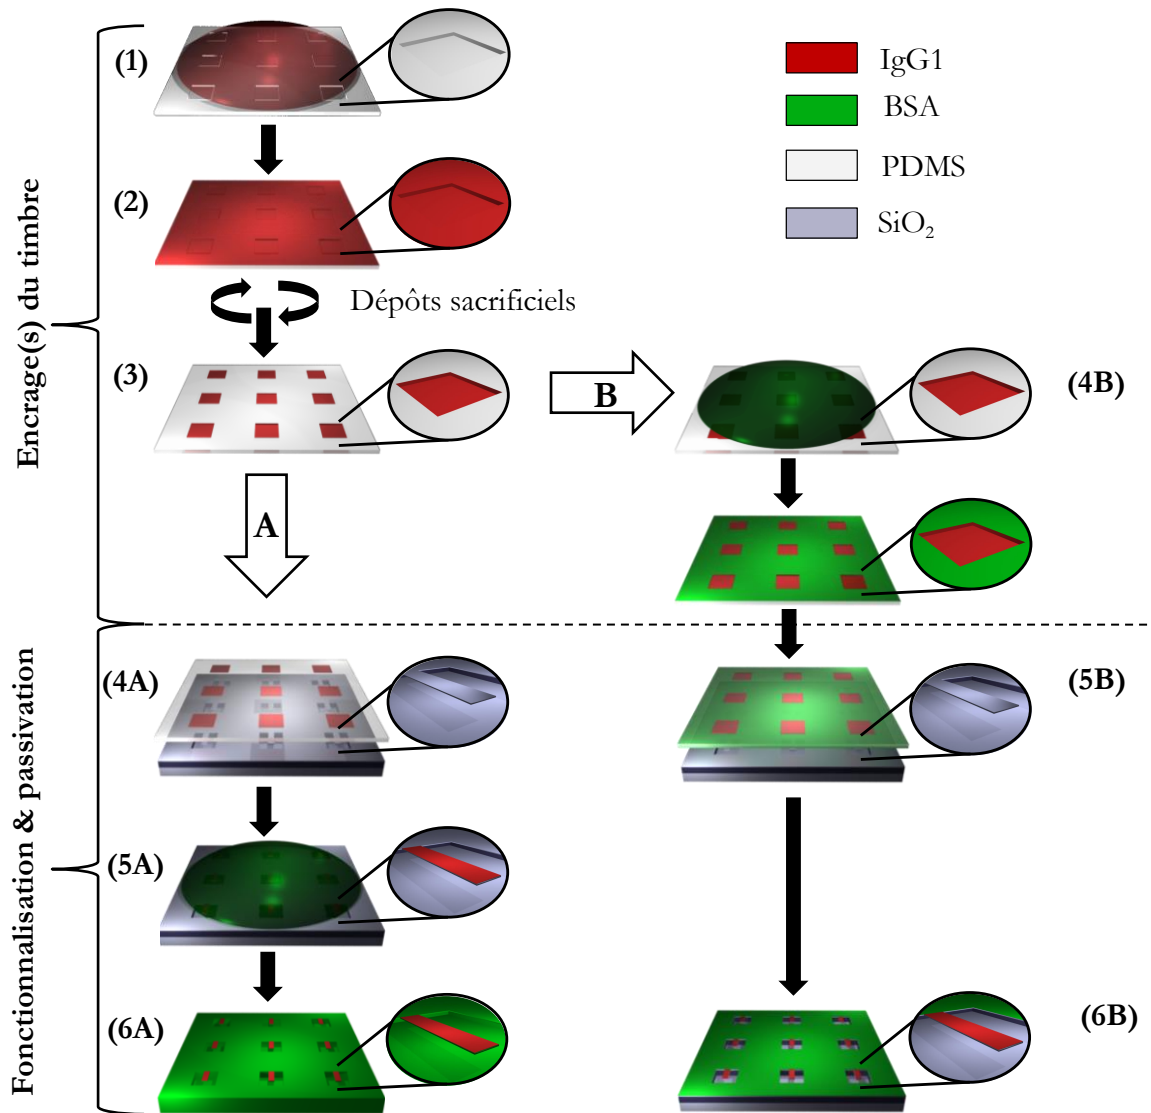 (1)
IgG1
BSA
PDMS
SiO₂
(2)
Encrage(s) du timbre
Dépôts sacrificiels
(3)
B
(4B)
A
(4A)
(5B)
Fonctionnalisation & passivation
(5A)
(6A)
(6B)